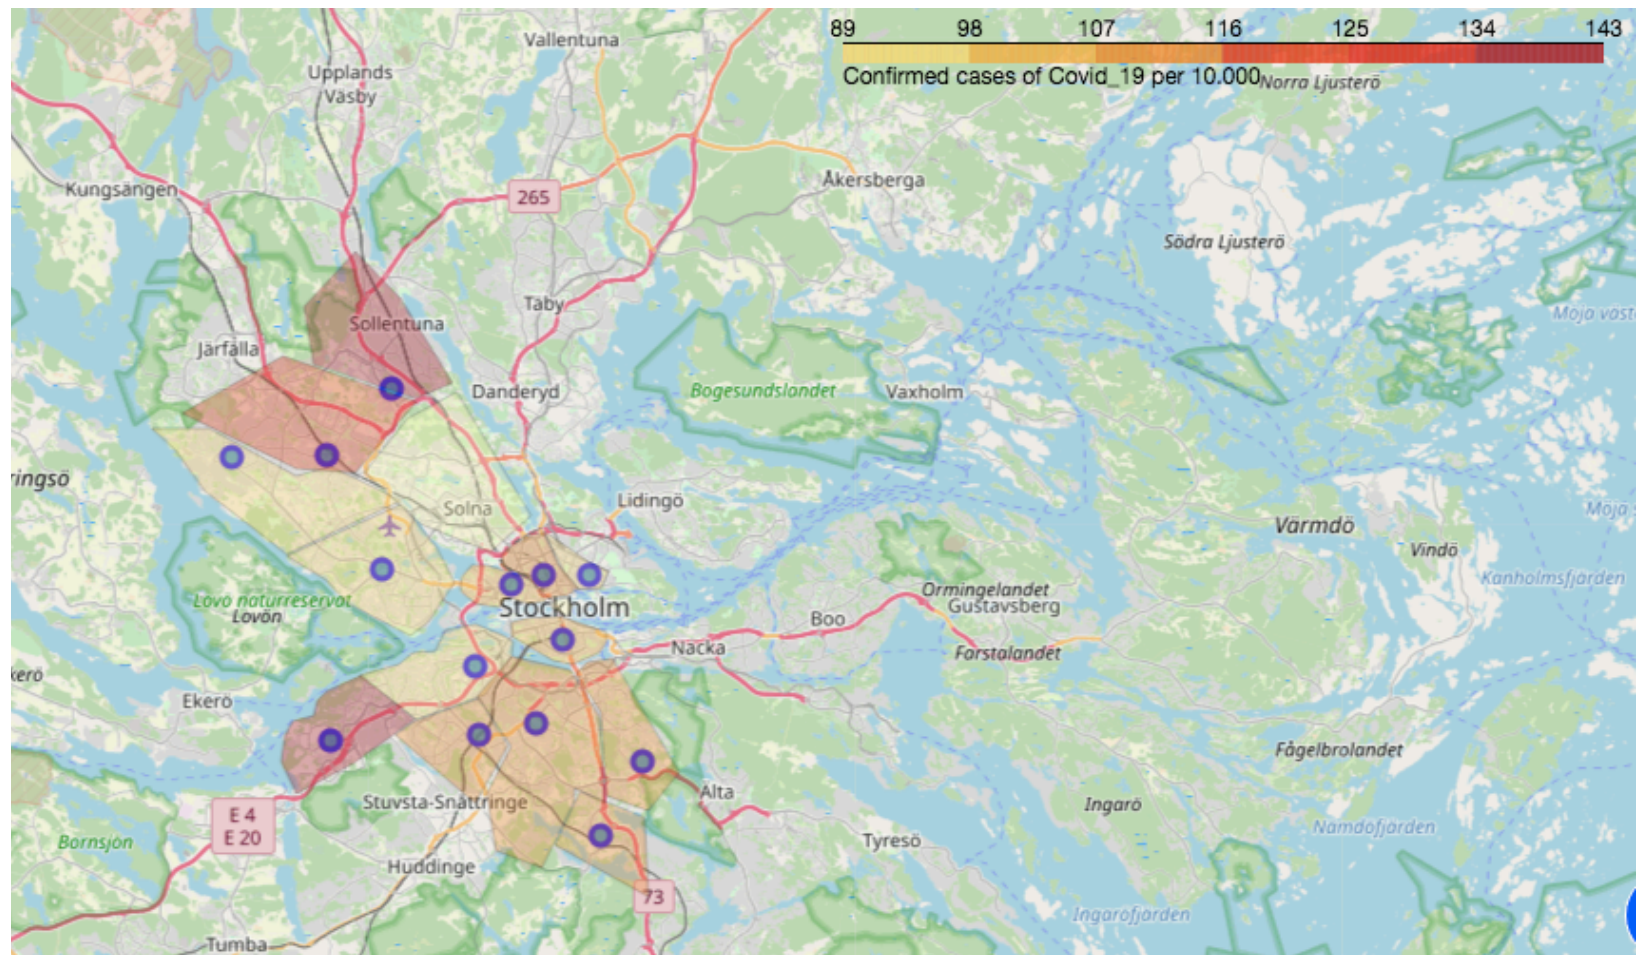 89 98 107 116 125 134 143
Confirmed cases of Covid_19 per 10.000
Norra Ljusterö
Vallentuna
Upplands
Väsby
Kungsängen
265
Åkersberga
Södra Ljusterö
Täby
Sollentuna
Järfälla
Danderyd
Bogesundslandet
Vaxholm
ringsö
Solna
Lidingö
Värmdö
Vindö
Kanholmsfjärden
Lovö naturreservat
Lovön
Stockholm
Ormingelandet
Gustavsberg
Boo
Nacka
Farstalandet
kerö
Ekerö
Fågelbrolandet
Stuvsta-Snättringe
Älta
Ingarö
E 4
E 20
Bornsjön
Tyresö
Namdöfjärden
Huddinge
73
Ingaröfjärden
Tumba